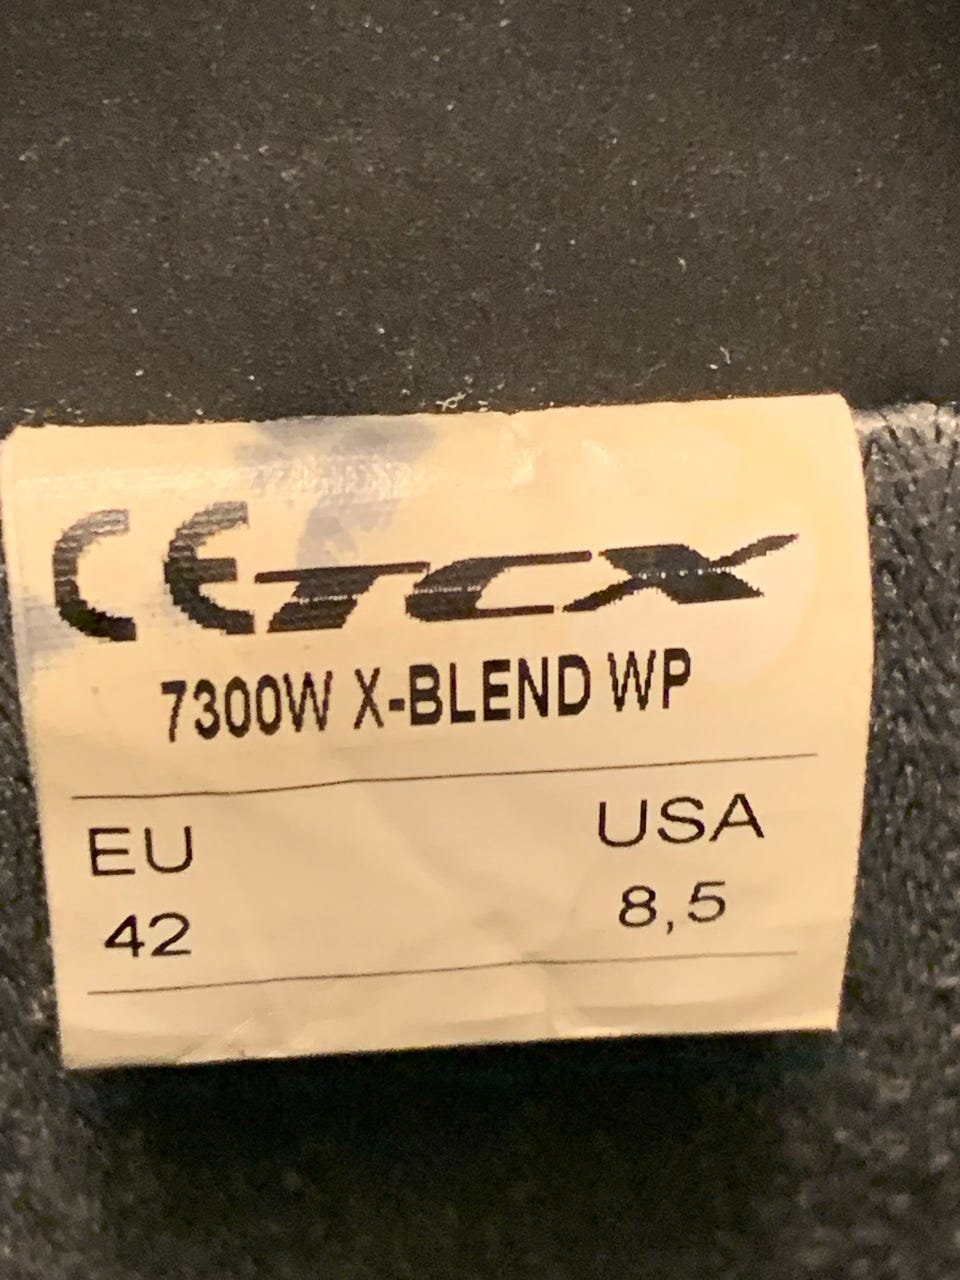 CE TCX
7300W X-BLEND WP
EU USA
42 8,5